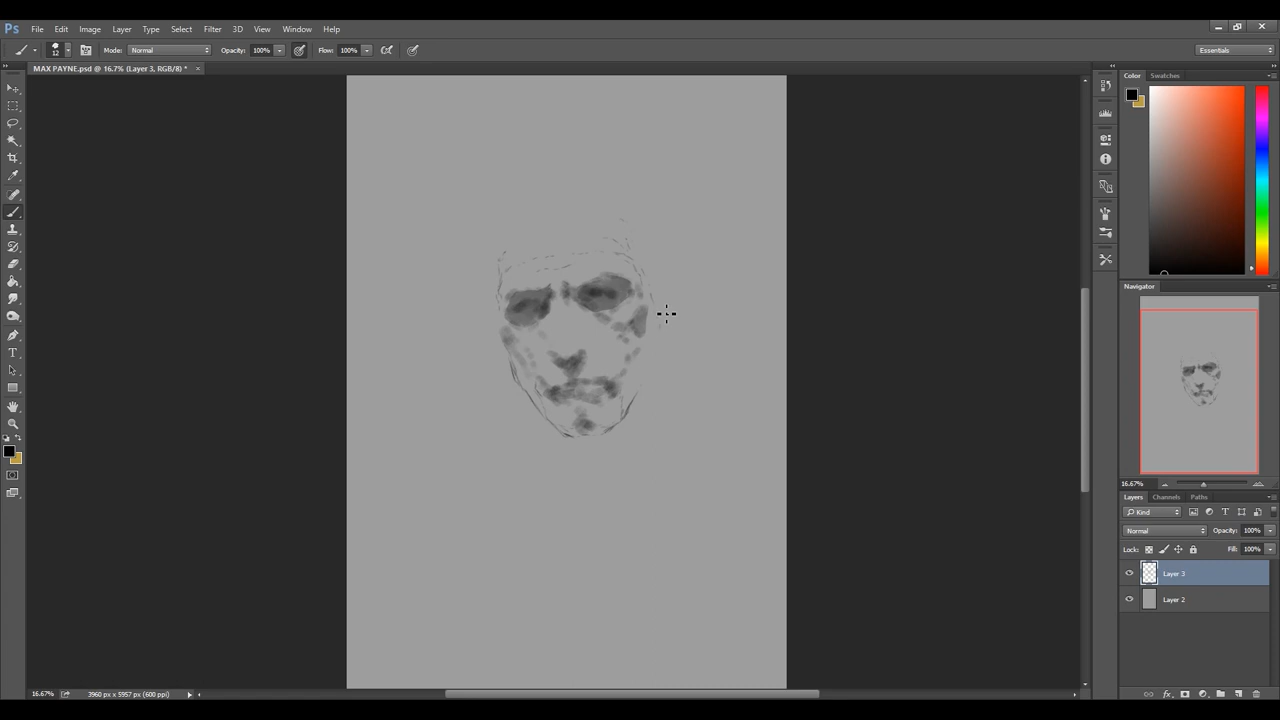 Ps File Edit Image Layer Type Select Filter 3D View Window Help
12 Mode: Normal Opacity: 100% Flow: 100% Essentials
MAX PAYNE.psd @ 16.7% (Layer 3, RGB/8) * ×
Color Swatches
Navigator
16.67%
Layers Channels Paths
Kind
Normal Opacity: 100%
Lock: Fill: 100%
Layer 3
Layer 2
16.67% 3960 px x 5957 px (600 ppi)